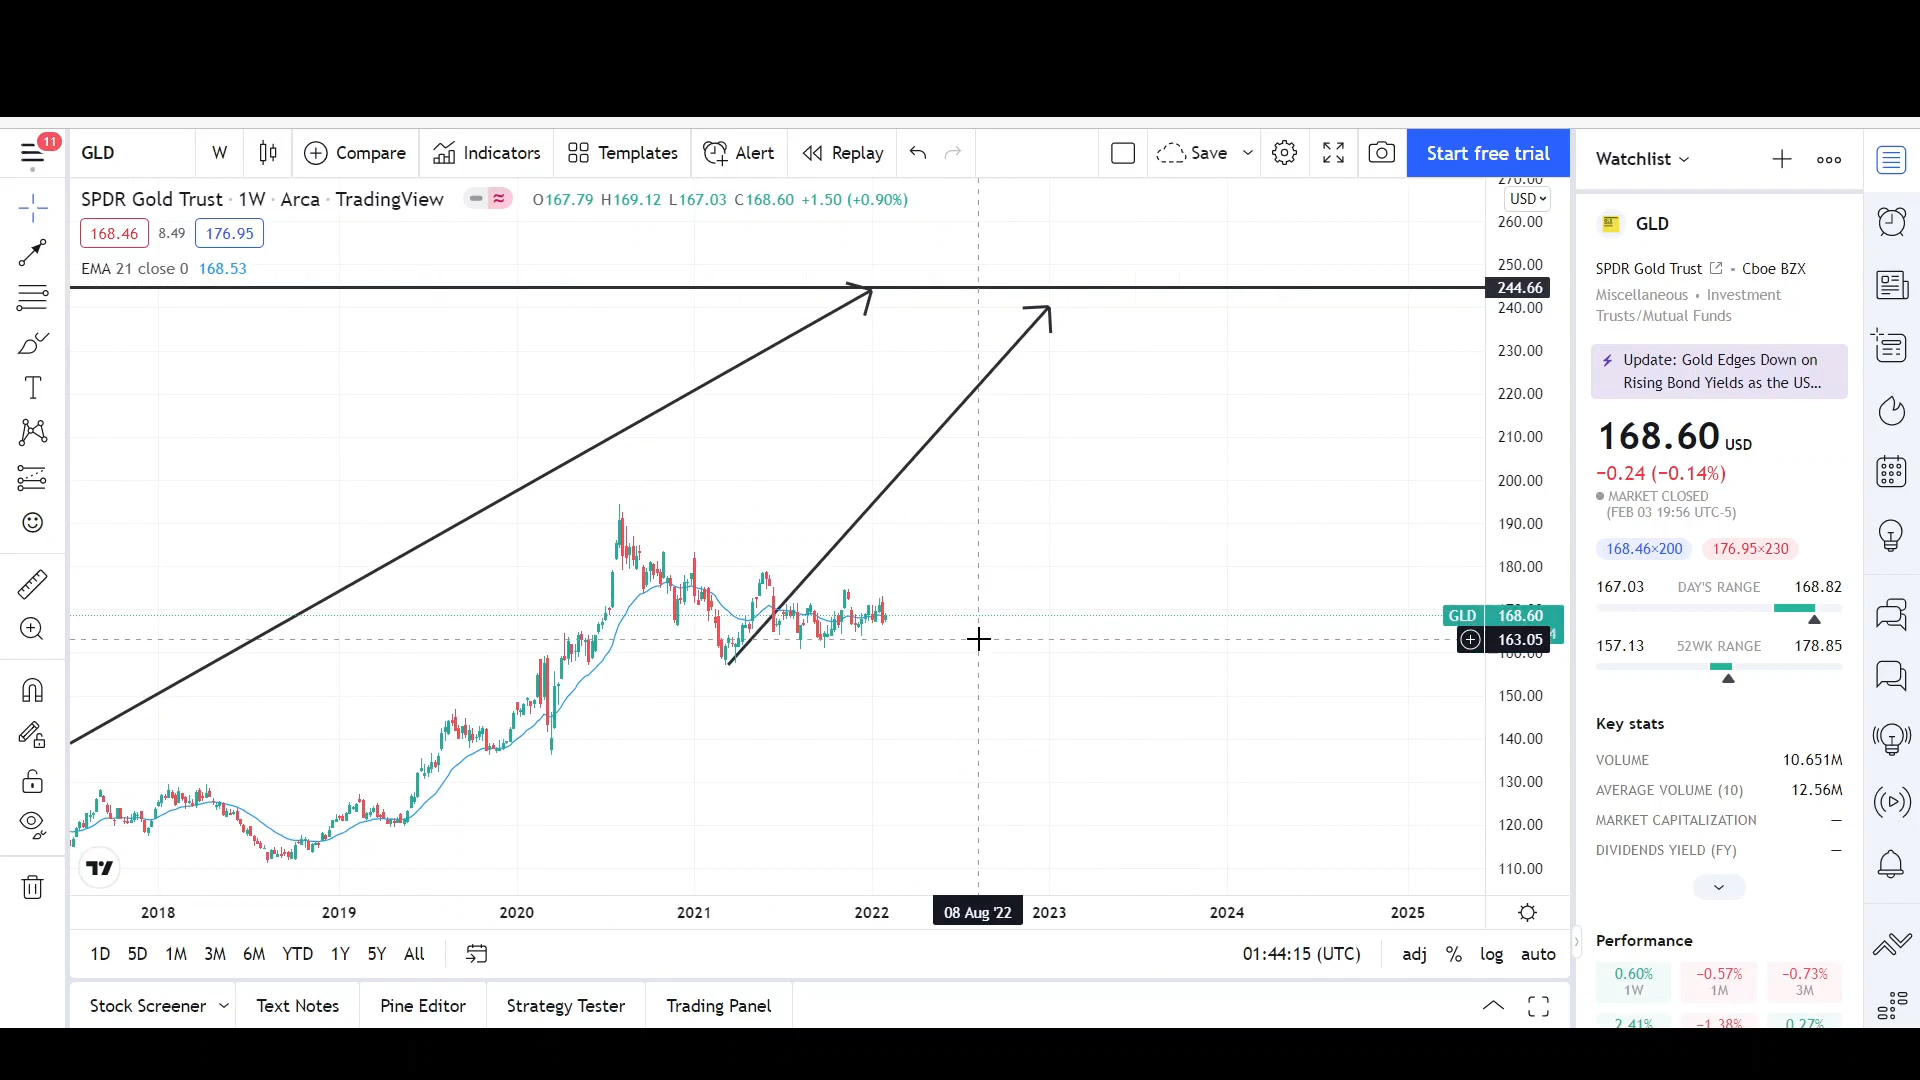 11
GLD
W
Compare
Indicators
Templates
Alert
Replay
Save
Start free trial
Watchlist
SPDR Gold Trust · 1W · Arca · TradingView
O167.79 H169.12 L167.03 C168.60 +1.50 (+0.90%)
168.46 8.49 176.95
EMA 21 close 0 168.53
USD
270.00
260.00
250.00
244.66
240.00
230.00
220.00
210.00
200.00
190.00
180.00
GLD 168.60
163.05
160.00
150.00
140.00
130.00
120.00
110.00
2018 2019 2020 2021 2022 08 Aug '22 2023 2024 2025
1D 5D 1M 3M 6M YTD 1Y 5Y All
01:44:15 (UTC) adj % log auto
Stock Screener Text Notes Pine Editor Strategy Tester Trading Panel
GLD
SPDR Gold Trust • Cboe BZX
Miscellaneous • Investment
Trusts/Mutual Funds
Update: Gold Edges Down on
Rising Bond Yields as the US...
168.60 USD
−0.24 (−0.14%)
MARKET CLOSED
(FEB 03 19:56 UTC-5)
168.46×200 176.95×230
167.03 DAY'S RANGE 168.82
157.13 52WK RANGE 178.85
Key stats
VOLUME 10.651M
AVERAGE VOLUME (10) 12.56M
MARKET CAPITALIZATION —
DIVIDENDS YIELD (FY) —
Performance
0.60% −0.57% −0.73%
1W 1M 3M
2.41% −1.38% 0.27%